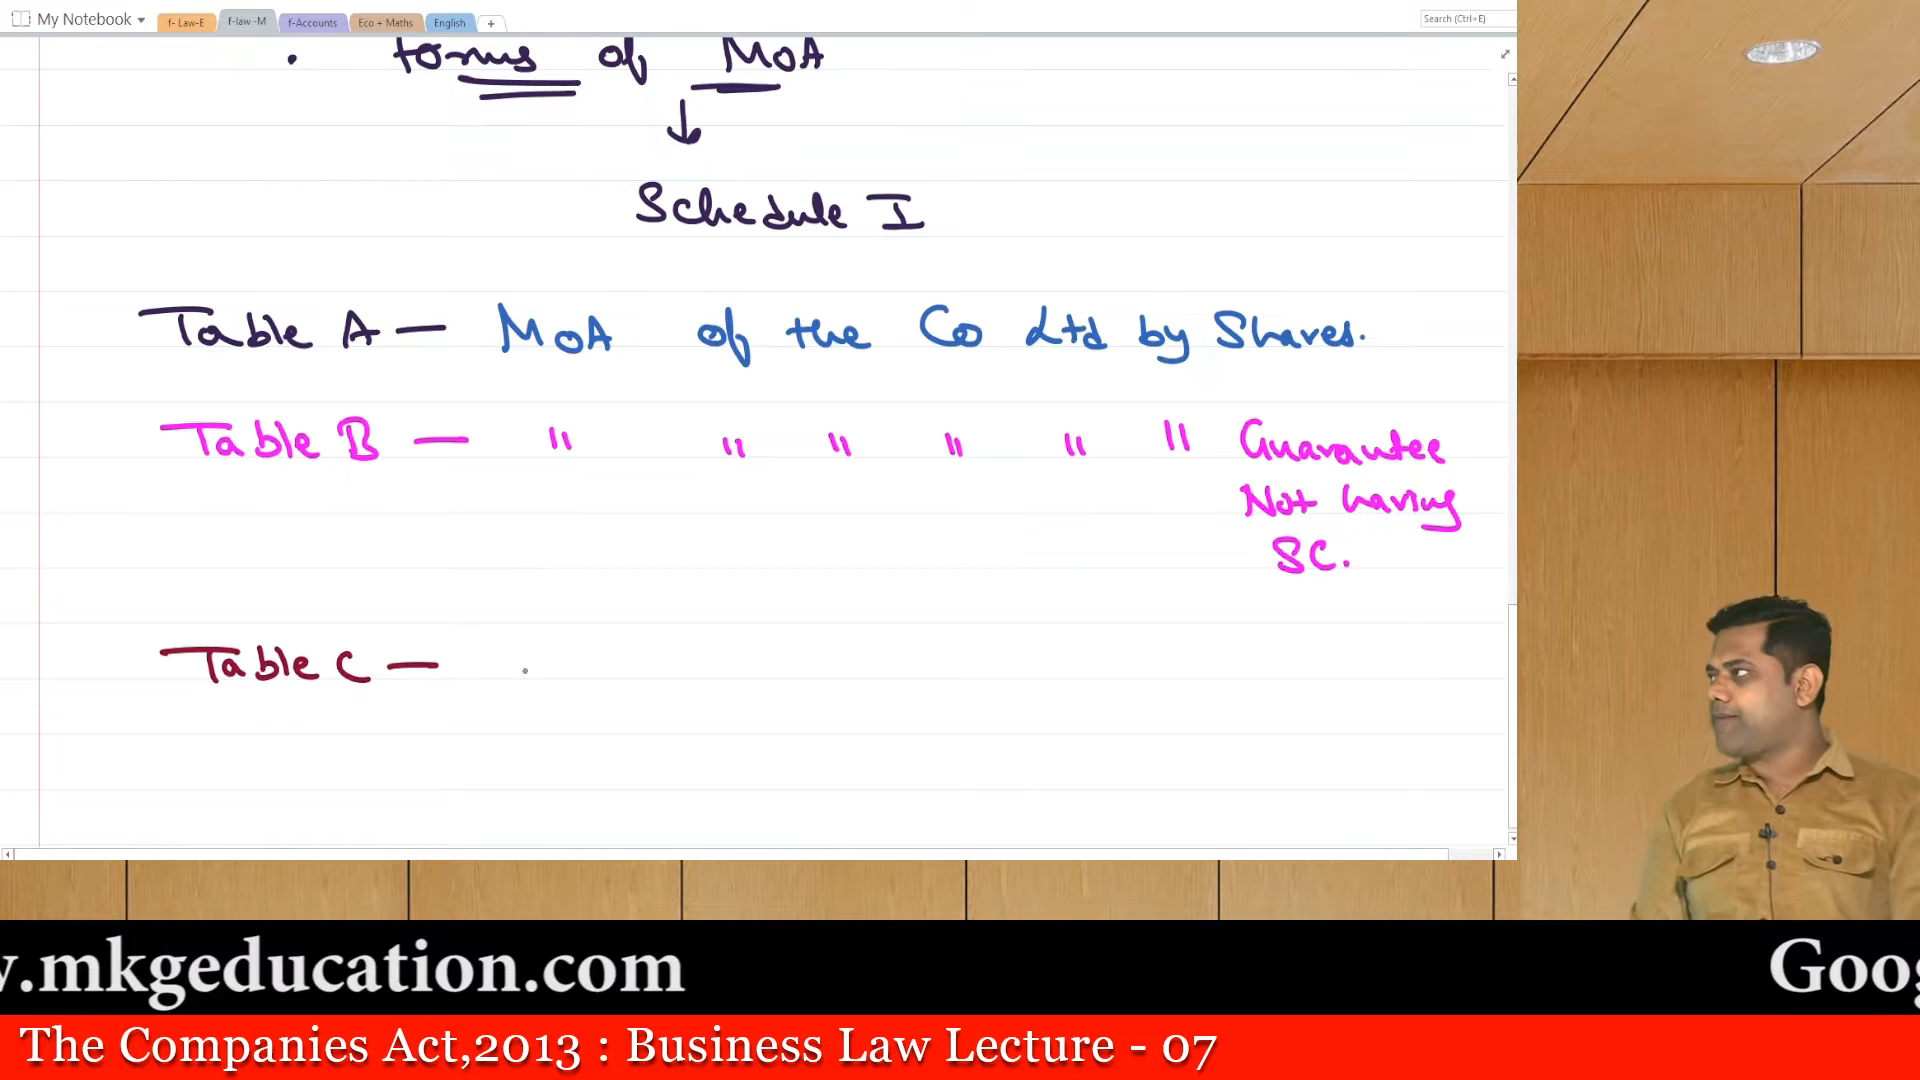 My Notebook f- Law-E f-law -M f-Accounts Eco + Maths English + Search (Ctrl+E)
• forms of MOA
Schedule I
Table A — MOA of the Co Ltd by Shares.
Table B — " " " " " " Guarantee
Not having
SC.
Table C —
.mkgeducation.com Goog
The Companies Act,2013 : Business Law Lecture - 07